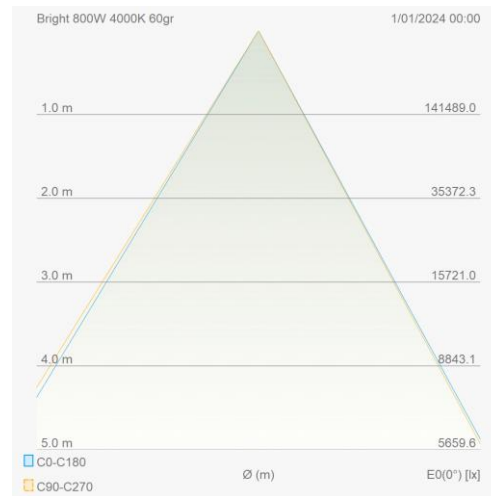 Bright 800W 4000K 60gr 1/01/2024 00:00
1.0 m 141489.0
2.0 m 35372.3
3.0 m 15721.0
4.0 m 8843.1
5.0 m 5659.6
C0-C180
Ø (m) E0(0°) [lx]
C90-C270